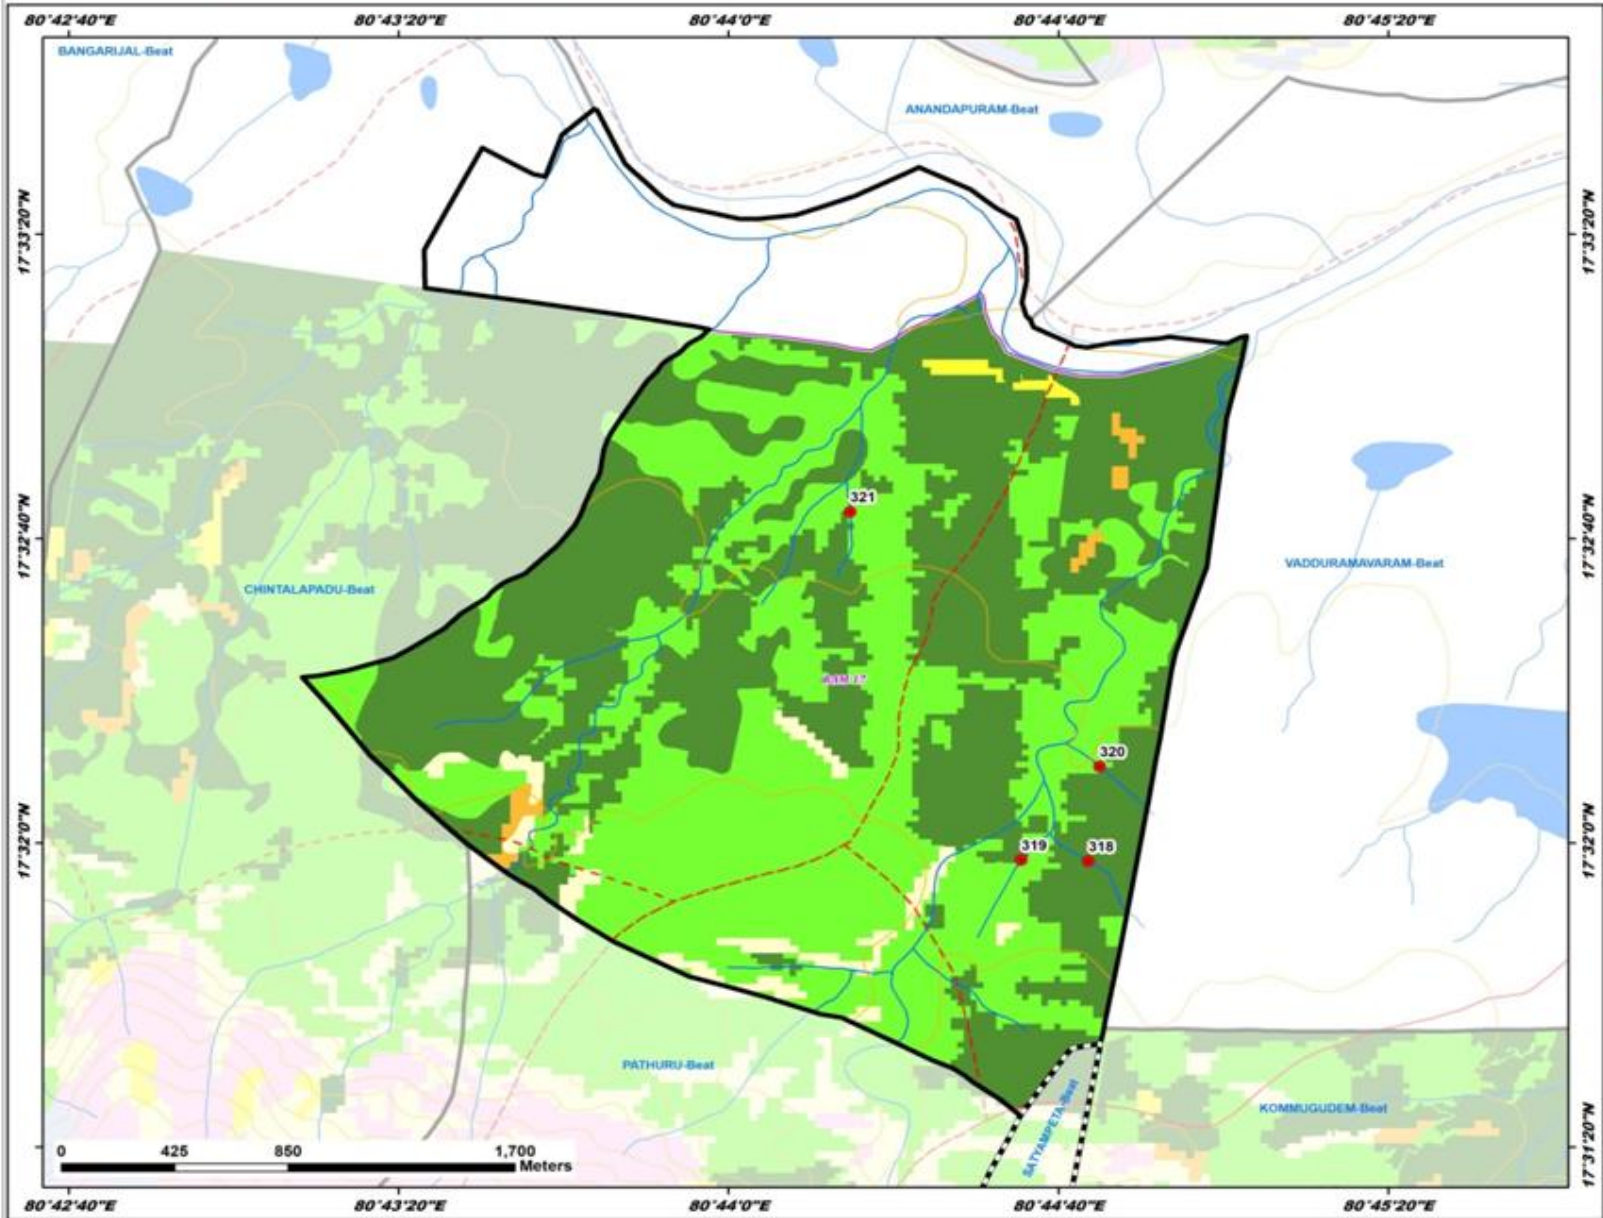 80°42'40"E 80°43'20"E 80°44'0"E 80°44'40"E 80°45'20"E
BANGARIJAL-Beat
ANANDAPURAM-Beat
17°33'20"N 17°33'20"N
321
17°32'40"N 17°32'40"N
VADDURAMAVARAM-Beat
CHINTALAPADU-Beat
320
319 318
17°32'0"N 17°32'0"N
PATHURU-Beat
SATYAMPETA-Beat
KOMMUGUDEM-Beat
17°31'20"N
0 425 850 1,700
Meters
80°42'40"E 80°43'20"E 80°44'0"E 80°44'40"E 80°45'20"E